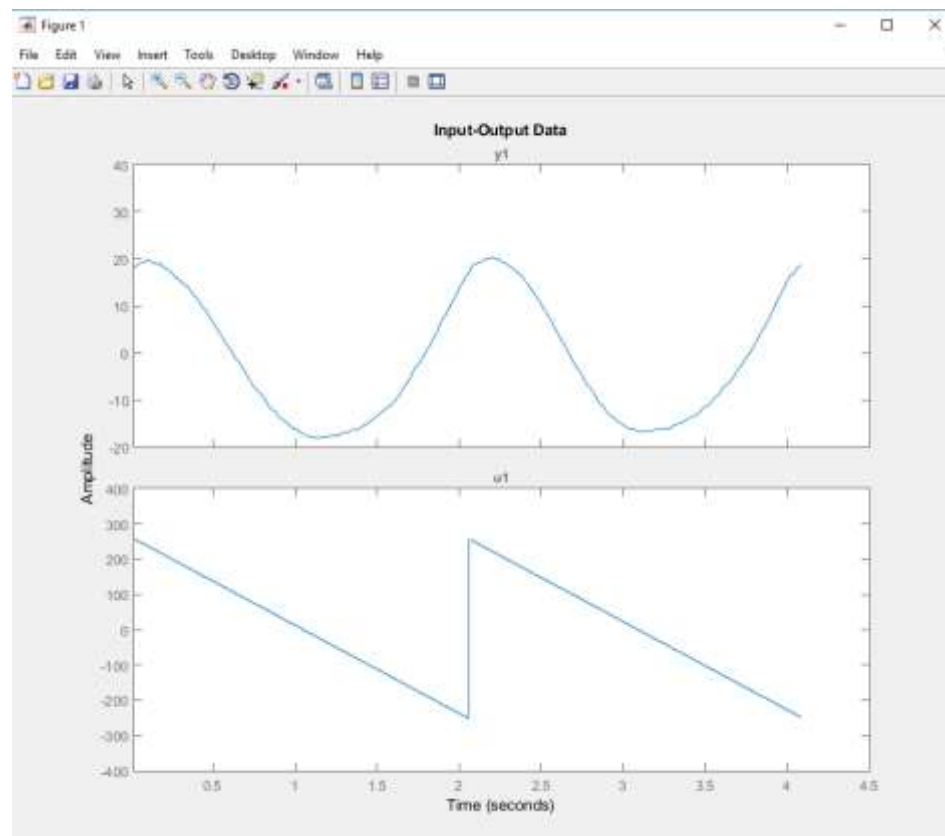 Figure 1
File Edit View Insert Tools Desktop Window Help
Input-Output Data
y1
40
30
20
10
0
-10
-20
Amplitude
u1
400
300
200
100
0
-100
-200
-300
-400
0.5 1 1.5 2 2.5 3 3.5 4 4.5
Time (seconds)